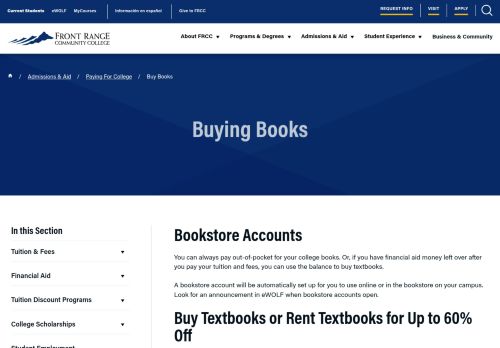 Current Students eWOLF MyCourses Información en español Give to FRCC REQUEST INFO VISIT APPLY
FRONT RANGE
COMMUNITY COLLEGE
About FRCC Programs & Degrees Admissions & Aid Student Experience Business & Community
/ Admissions & Aid / Paying For College / Buy Books
Buying Books
In this Section
Tuition & Fees
Financial Aid
Tuition Discount Programs
College Scholarships
Student Employment
Bookstore Accounts
You can always pay out-of-pocket for your college books. Or, if you have financial aid money left over after
you pay your tuition and fees, you can use the balance to buy textbooks.
A bookstore account will be automatically set up for you to use online or in the bookstore on your campus.
Look for an announcement in eWOLF when bookstore accounts open.
Buy Textbooks or Rent Textbooks for Up to 60%
Off